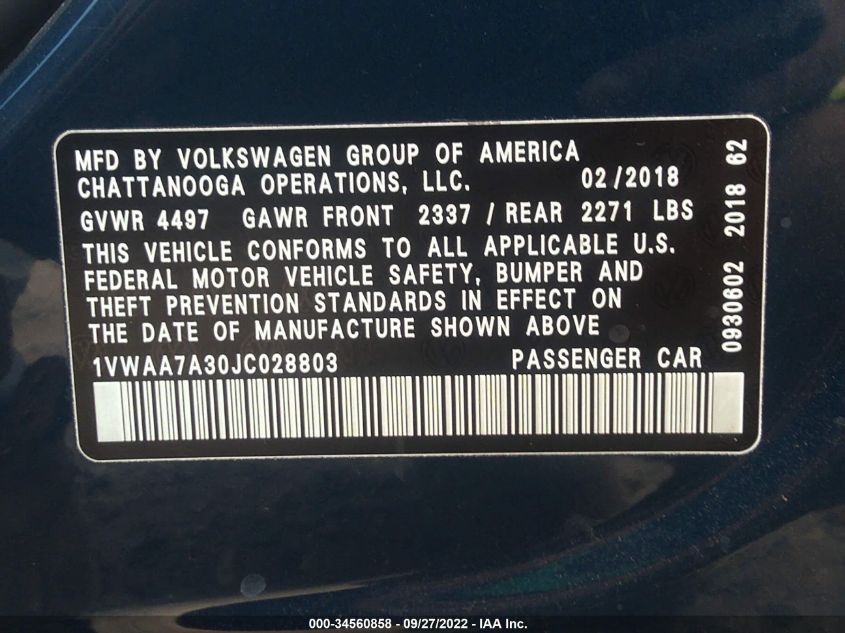 MFD BY VOLKSWAGEN GROUP OF AMERICA
CHATTANOOGA OPERATIONS, LLC. 02/2018
GVWR 4497 GAWR FRONT 2337 / REAR 2271 LBS
THIS VEHICLE CONFORMS TO ALL APPLICABLE U.S.
FEDERAL MOTOR VEHICLE SAFETY, BUMPER AND
THEFT PREVENTION STANDARDS IN EFFECT ON
THE DATE OF MANUFACTURE SHOWN ABOVE
1VWAA7A30JC028803 PASSENGER CAR
0930602 2018 62
000-34560858 - 09/27/2022 - IAA Inc.